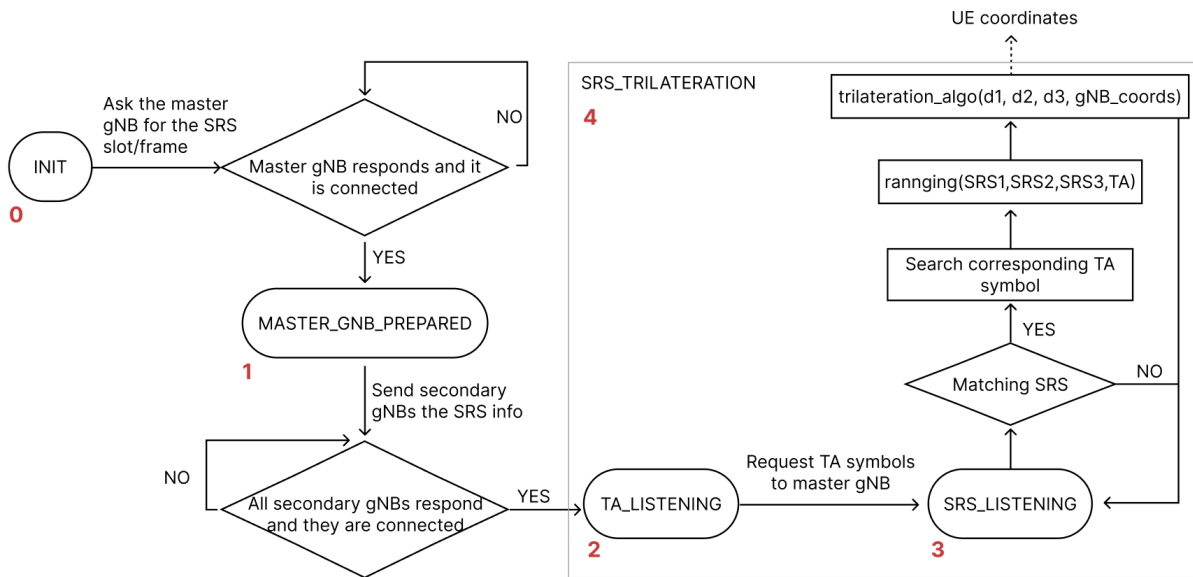 Ask the master
gNB for the SRS
slot/frame
INIT
0
NO
Master gNB responds and it
is connected
YES
MASTER_GNB_PREPARED
1
Send secondary
gNBs the SRS info
NO
All secondary gNBs respond
and they are connected
YES
SRS_TRILATERATION
4
TA_LISTENING
2
Request TA symbols
to master gNB
SRS_LISTENING
3
Matching SRS
NO
YES
Search corresponding TA
symbol
rannging(SRS1,SRS2,SRS3,TA)
trilateration_algo(d1, d2, d3, gNB_coords)
UE coordinates